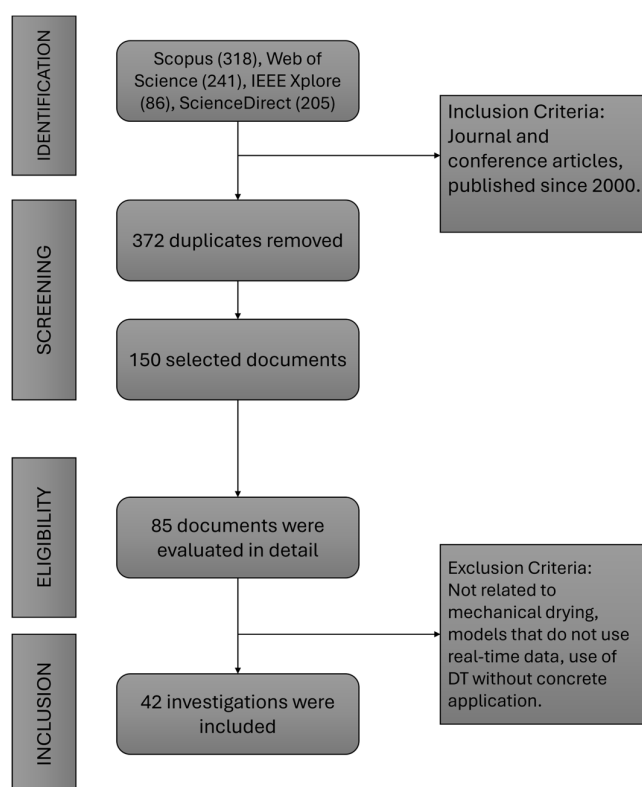 IDENTIFICATION
Scopus (318), Web of
Science (241), IEEE Xplore
(86), ScienceDirect (205)
Inclusion Criteria:
Journal and
conference articles,
published since 2000.
SCREENING
372 duplicates removed
150 selected documents
ELIGIBILITY
85 documents were
evaluated in detail
Exclusion Criteria:
Not related to
mechanical drying,
models that do not use
real-time data, use of
DT without concrete
application.
INCLUSION
42 investigations were
included